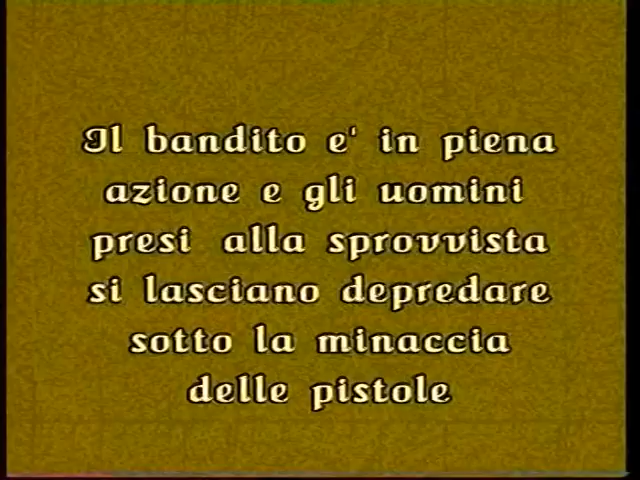 Il bandito e' in piena
azione e gli uomini
presi alla sprovvista
si lasciano depredare
sotto la minaccia
delle pistole